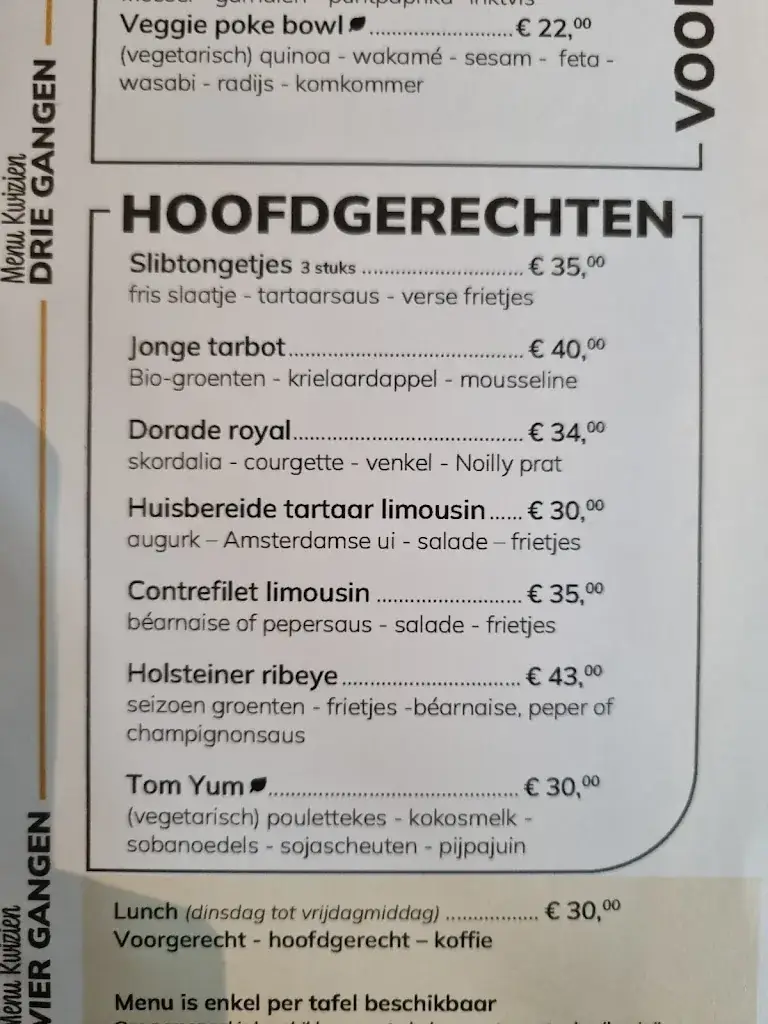 Veggie poke bowl ........................ € 22,00
(vegetarisch) quinoa - wakamé - sesam - feta -
wasabi - radijs - komkommer
Menu Kwizien
DRIE GANGEN
HOOFDGERECHTEN
Slibtongetjes 3 stuks ........................... € 35,00
fris slaatje - tartaarsaus - verse frietjes
Jonge tarbot ....................................... € 40,00
Bio-groenten - krielaardappel - mousseline
Dorade royal ...................................... € 34,00
skordalia - courgette - venkel - Noilly prat
Huisbereide tartaar limousin ...... € 30,00
augurk – Amsterdamse ui - salade – frietjes
Contrefilet limousin ........................ € 35,00
béarnaise of pepersaus - salade - frietjes
Holsteiner ribeye .............................. € 43,00
seizoen groenten - frietjes -béarnaise, peper of
champignonsaus
Tom Yum .......................................... € 30,00
(vegetarisch) poulettekes - kokosmelk -
sobanoedels - sojascheuten - pijpajuin
Menu Kwizien
VIER GANGEN
Lunch (dinsdag tot vrijdagmiddag) ................ € 30,00
Voorgerecht - hoofdgerecht – koffie
Menu is enkel per tafel beschikbaar